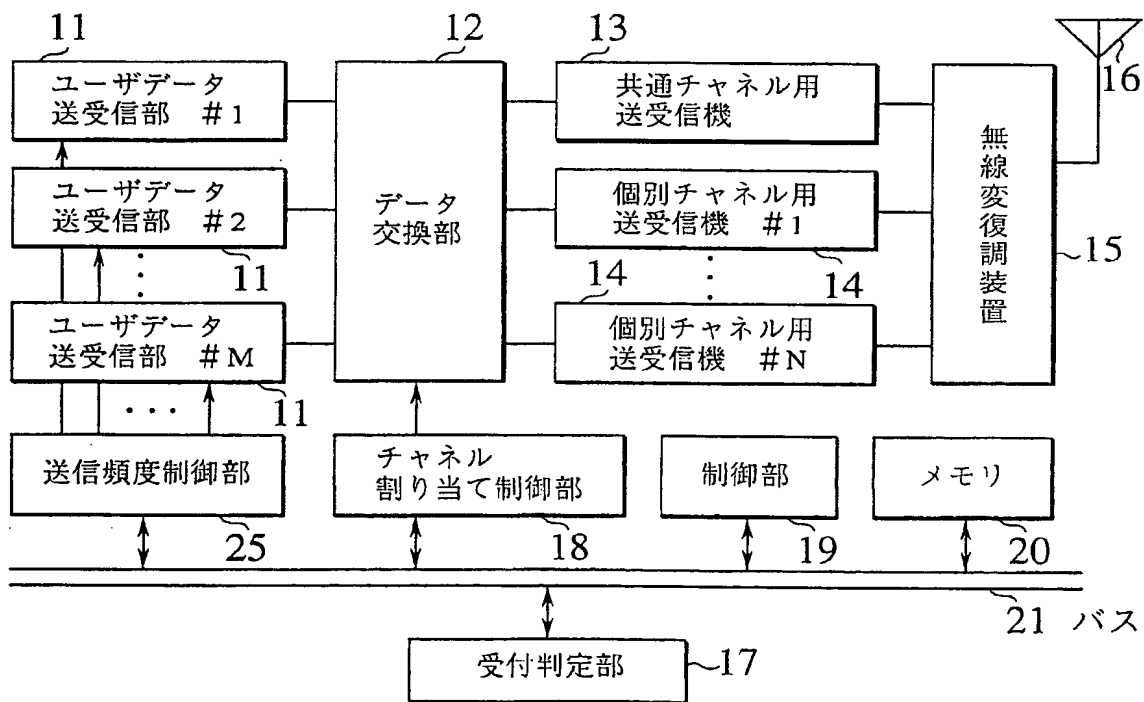 11
12
13
16
ユーザデータ
送受信部 #1
共通チャネル用
送受信機
ユーザデータ
送受信部 #2
11
データ
交換部
個別チャネル用
送受信機 #1
14
無線変復調装置
15
ユーザデータ
送受信部 #M
11
14
個別チャネル用
送受信機 #N
送信頻度制御部
25
チャネル
割り当て制御部
18
制御部
19
メモリ
20
21 バス
受付判定部
17